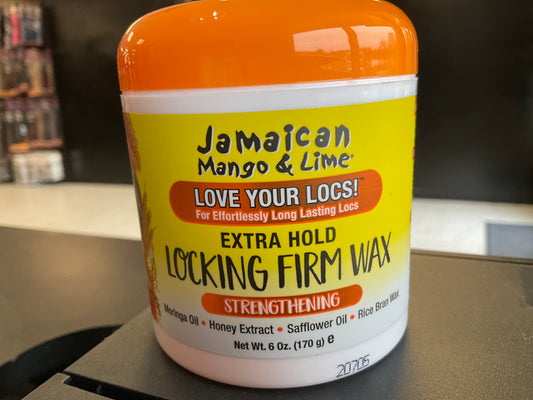 Jamaican
Mango & Lime®
LOVE YOUR LOCS!™
For Effortlessly Long Lasting Locs
EXTRA HOLD
LOCKING FIRM WAX
STRENGTHENING
Moringa Oil • Honey Extract • Safflower Oil • Rice Bran Wax
Net Wt. 6 Oz. (170 g) ℮
20705